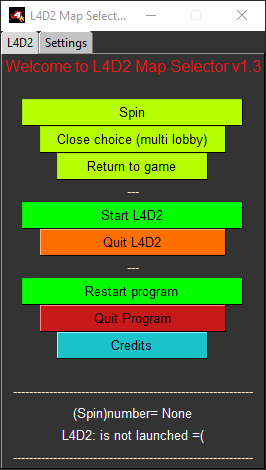 L4D2 Map Selec...
L4D2 Settings
Welcome to L4D2 Map Selector v1.3
Spin
Close choice (multi lobby)
Return to game
---
Start L4D2
Quit L4D2
---
Restart program
Quit Program
Credits
------------------------------------------------------------
(Spin)number= None
L4D2: is not launched =(
------------------------------------------------------------